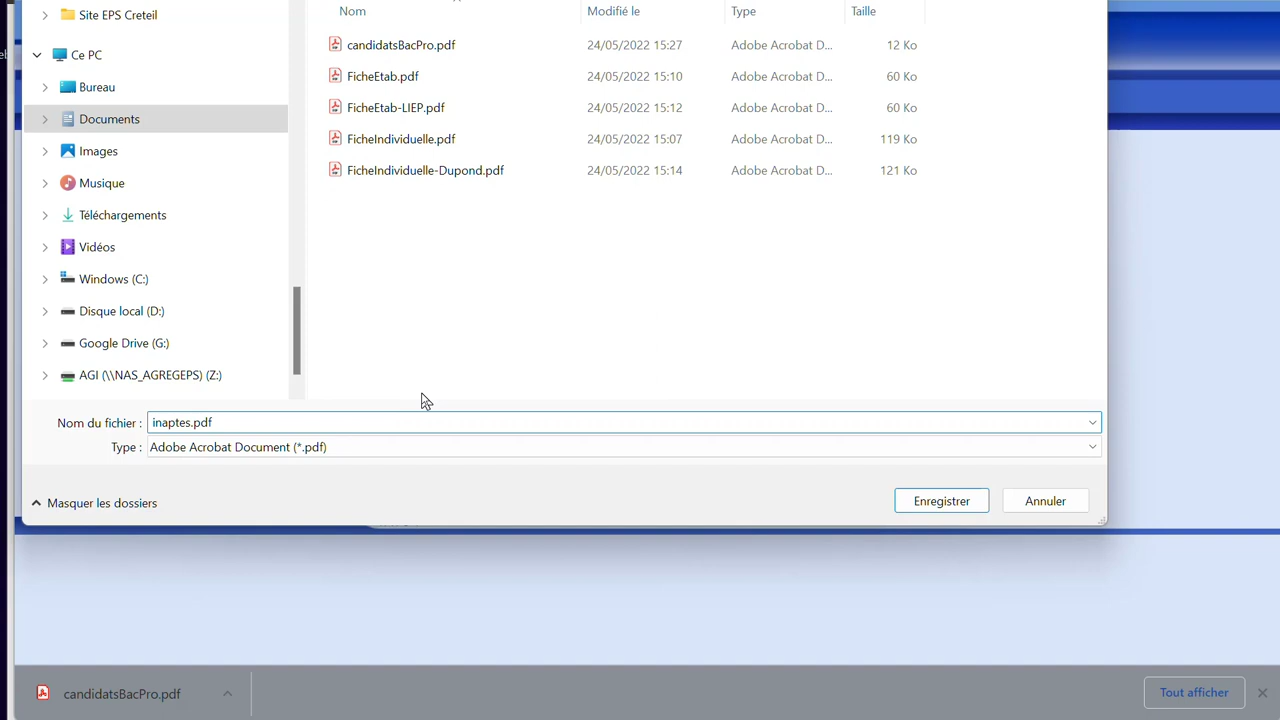 Site EPS Creteil
Ce PC
Bureau
Documents
Images
Musique
Téléchargements
Vidéos
Windows (C:)
Disque local (D:)
Google Drive (G:)
AGI (\\NAS_AGREGEPS) (Z:)
Nom Modifié le Type Taille
candidatsBacPro.pdf 24/05/2022 15:27 Adobe Acrobat D... 12 Ko
FicheEtab.pdf 24/05/2022 15:10 Adobe Acrobat D... 60 Ko
FicheEtab-LIEP.pdf 24/05/2022 15:12 Adobe Acrobat D... 60 Ko
FicheIndividuelle.pdf 24/05/2022 15:07 Adobe Acrobat D... 119 Ko
FicheIndividuelle-Dupond.pdf 24/05/2022 15:14 Adobe Acrobat D... 121 Ko
Nom du fichier : inaptes.pdf
Type : Adobe Acrobat Document (*.pdf)
Masquer les dossiers
Enregistrer Annuler
candidatsBacPro.pdf
Tout afficher